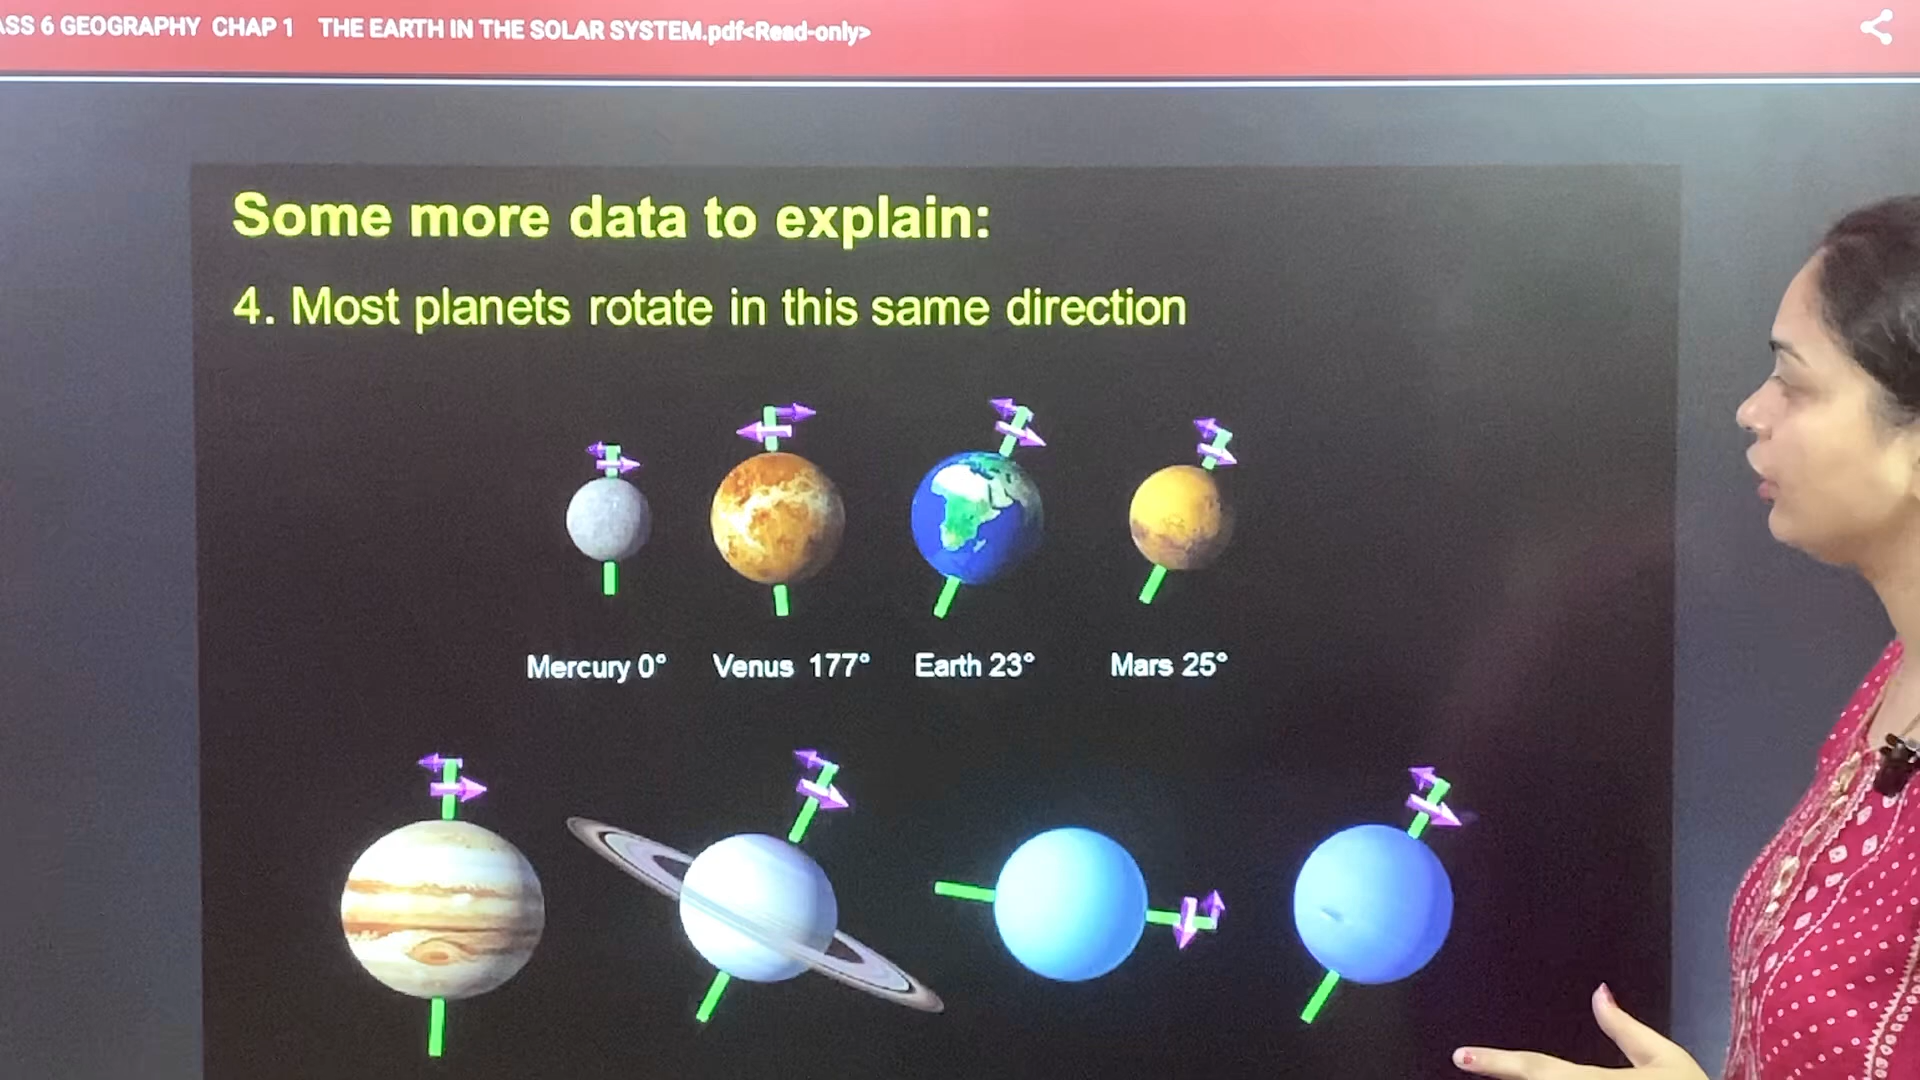 ASS 6 GEOGRAPHY CHAP 1 THE EARTH IN THE SOLAR SYSTEM.pdf<Read-only>
Some more data to explain:
4. Most planets rotate in this same direction
Mercury 0° Venus 177° Earth 23° Mars 25°